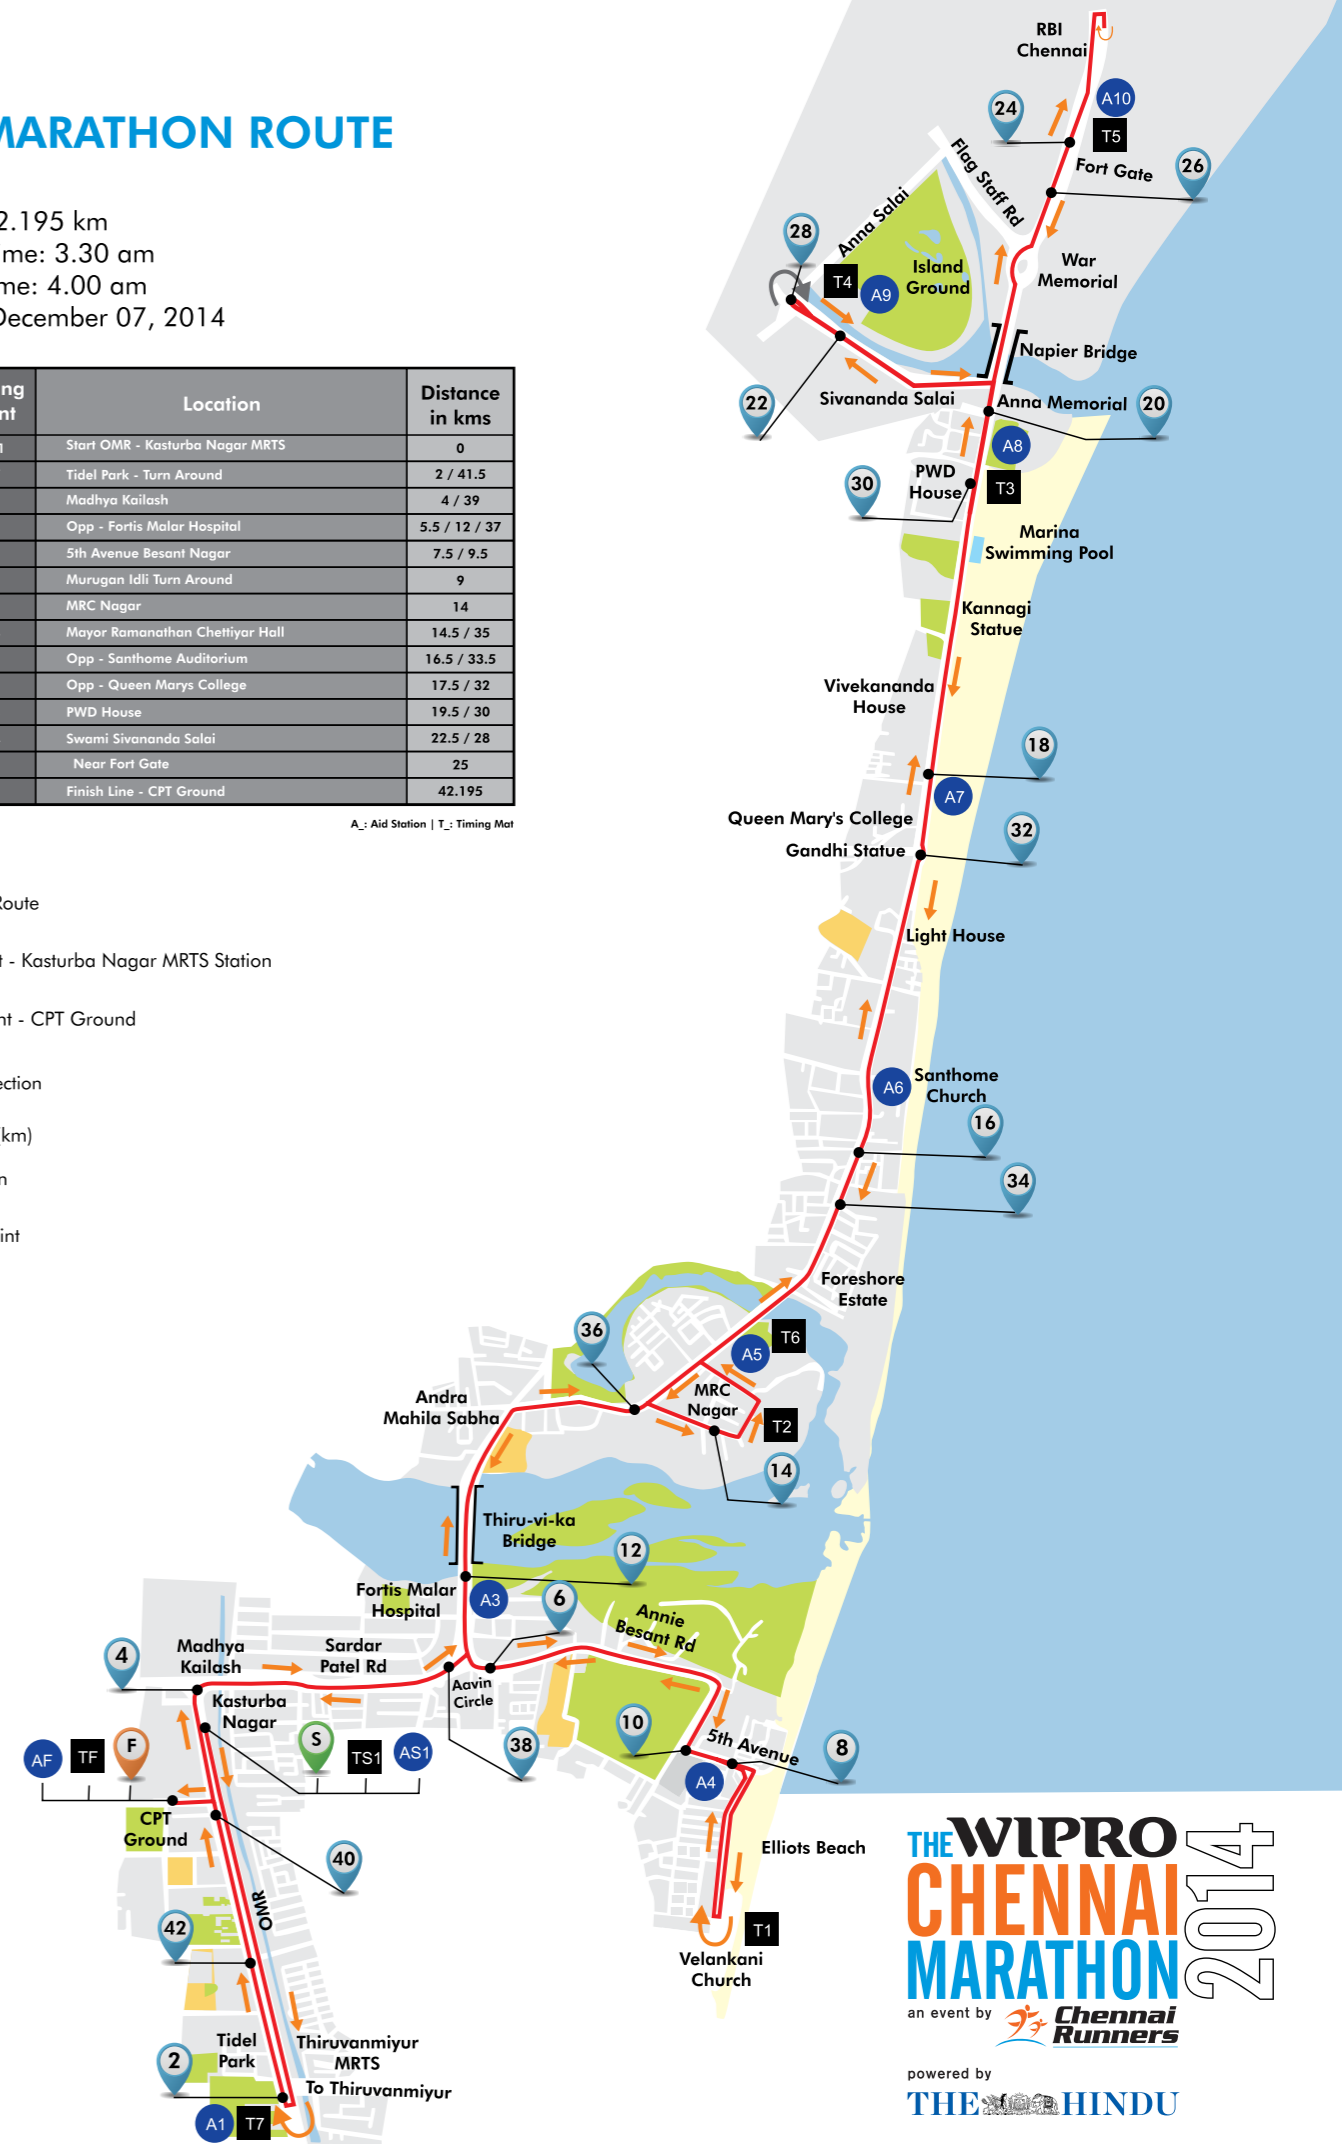 MARATHON ROUTE
2.195 km
me: 3.30 am
me: 4.00 am
December 07, 2014
ng
nt
Location
Distance
in kms
Start OMR - Kasturba Nagar MRTS
0
Tidel Park - Turn Around
2 / 41.5
Madhya Kailash
4 / 39
Opp - Fortis Malar Hospital
5.5 / 12 / 37
5th Avenue Besant Nagar
7.5 / 9.5
Murugan Idli Turn Around
9
MRC Nagar
14
Mayor Ramanathan Chettiyar Hall
14.5 / 35
Opp - Santhome Auditorium
16.5 / 33.5
Opp - Queen Marys College
17.5 / 32
PWD House
19.5 / 30
Swami Sivananda Salai
22.5 / 28
Near Fort Gate
25
Finish Line - CPT Ground
42.195
A_: Aid Station | T_: Timing Mat
Route
t - Kasturba Nagar MRTS Station
nt - CPT Ground
ection
(km)
n
int
RBI
Chennai
A10
24
T5
Fort Gate
26
Flag Staff Rd
Anna Salai
28
War
Memorial
Island
Ground
T4
A9
Napier Bridge
Sivananda Salai
22
Anna Memorial
20
A8
PWD
House
30
T3
Marina
Swimming Pool
Kannagi
Statue
Vivekananda
House
18
A7
Queen Mary's College
32
Gandhi Statue
Light House
A6
Santhome
Church
16
34
Foreshore
Estate
36
T6
A5
MRC
Nagar
Andra
Mahila Sabha
T2
14
Thiru-vi-ka
Bridge
12
Fortis Malar
Hospital
A3
6
Annie
Besant Rd
4
Madhya
Kailash
Sardar
Patel Rd
Aavin
Circle
Kasturba
Nagar
10
5th Avenue
38
8
AF
TF
F
S
TS1
AS1
A4
CPT
Ground
Elliots Beach
40
OMR
42
T1
Velankani
Church
Tidel
Park
Thiruvanmiyur
MRTS
2
To Thiruvanmiyur
A1
T7
THE WIPRO
CHENNAI
MARATHON
2014
an event by
Chennai
Runners
powered by
THE HINDU